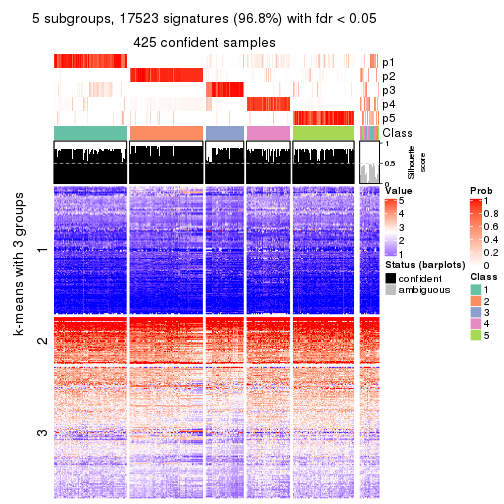 5 subgroups, 17523 signatures (96.8%) with fdr < 0.05
425 confident samples
p1
p2
p3
p4
p5
Class
1
0.5
0
Silhouette
score
k-means with 3 groups
1
2
3
Value
5
4
3
2
1
Status (barplots)
confident
ambiguous
Prob
1
0.8
0.6
0.4
0.2
0
Class
1
2
3
4
5